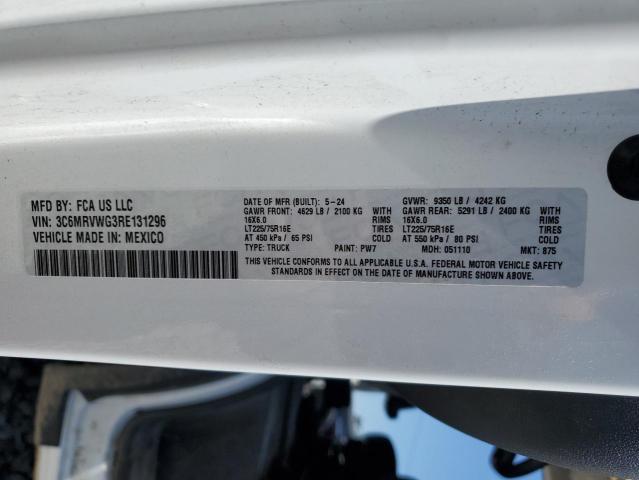 MFD BY: FCA US LLC
VIN: 3C6MRVWG3RE131296
VEHICLE MADE IN: MEXICO
DATE OF MFR (BUILT): 5-24 GVWR: 9350 LB / 4242 KG
GAWR FRONT: 4629 LB / 2100 KG WITH GAWR REAR: 5291 LB / 2400 KG WITH
16X6.0 RIMS 16X6.0 RIMS
LT225/75R16E TIRES LT225/75R16E TIRES
AT 450 kPa / 65 PSI COLD AT 550 kPa / 80 PSI COLD
TYPE: TRUCK PAINT: PW7 MDH: 051110 MKT: 875
THIS VEHICLE CONFORMS TO ALL APPLICABLE U.S.A. FEDERAL MOTOR VEHICLE SAFETY
STANDARDS IN EFFECT ON THE DATE OF MANUFACTURE SHOWN ABOVE.